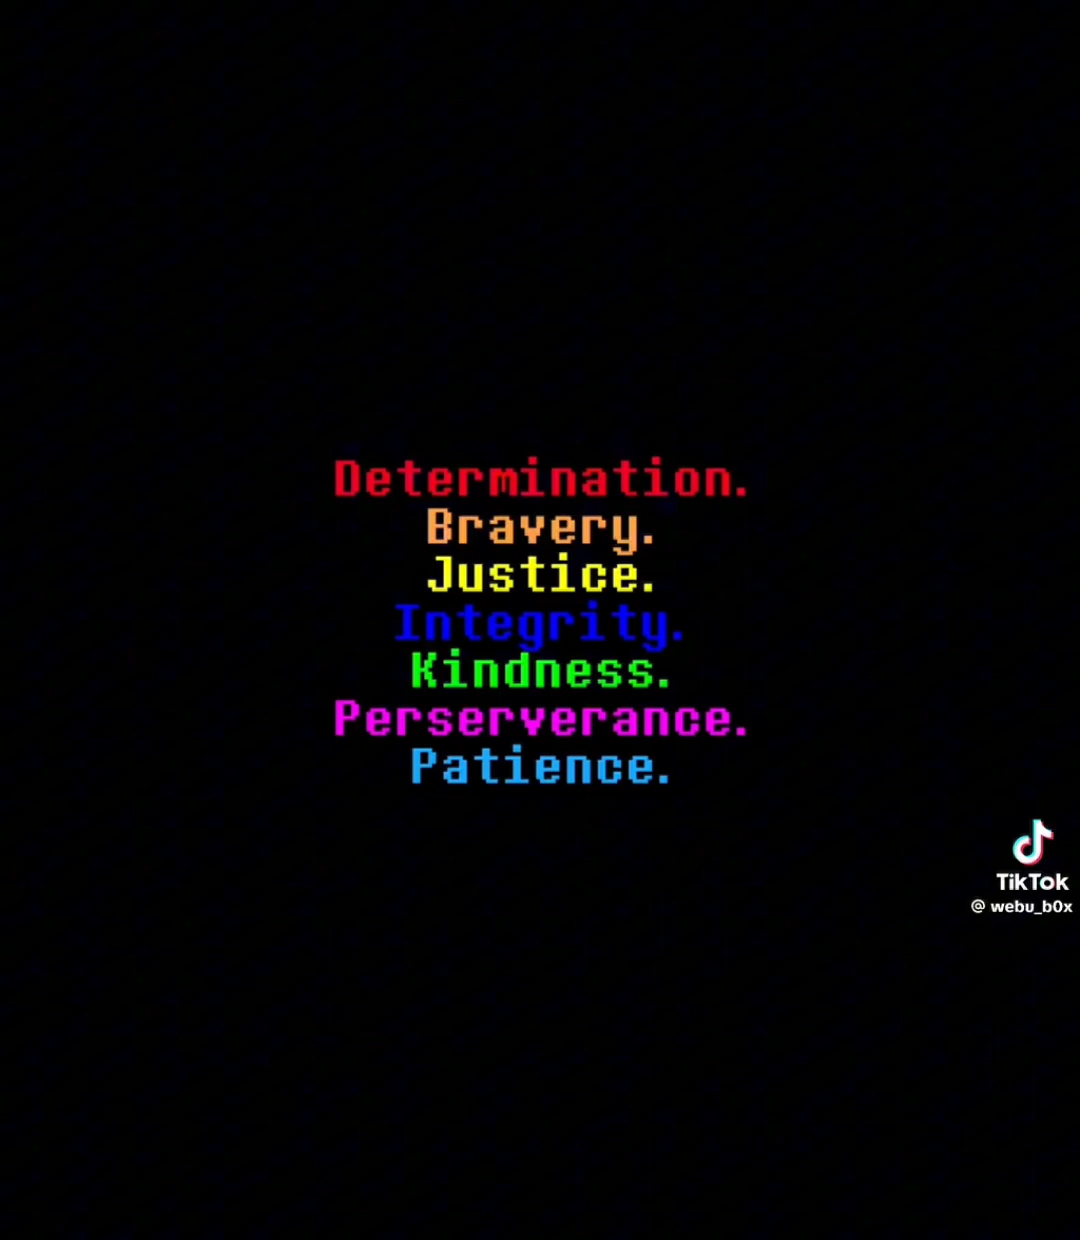 Determination.
Bravery.
Justice.
Integrity.
Kindness.
Perserverance.
Patience.
TikTok
@ webu_b0x